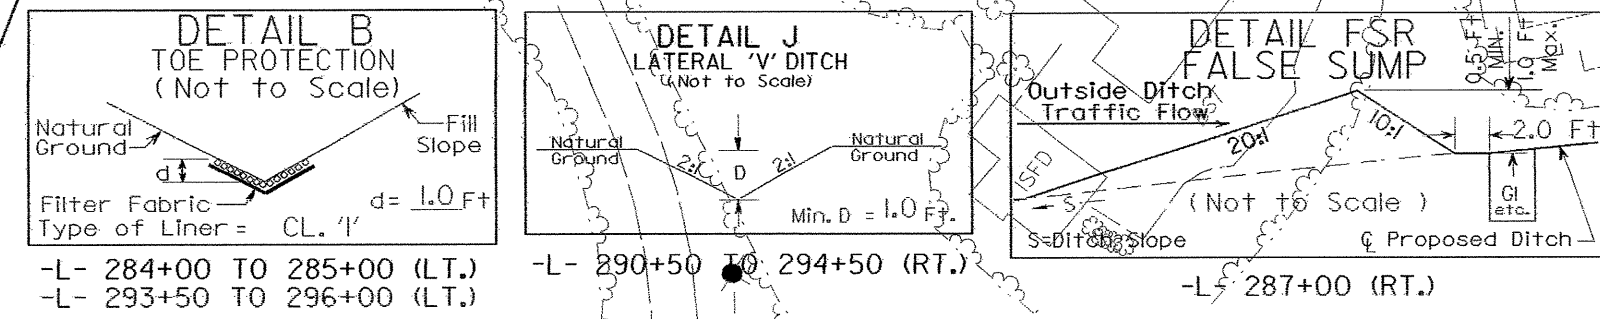 DETAIL B
TOE PROTECTION
(Not to Scale)
Natural
Ground
Fill
Slope
d
Filter Fabric
d= 1.0 Ft
Type of Liner = CL. 'I'
-L- 284+00 TO 285+00 (LT.)
-L- 293+50 TO 296+00 (LT.)
DETAIL J
LATERAL 'V' DITCH
(Not to Scale)
Natural
Ground
2:1
D
2:1
Natural
Ground
Min. D = 1.0 Ft.
-L- 290+50 TO 294+50 (RT.)
DETAIL FSR
FALSE SUMP
0.5 Ft
MIN.
1.0 Ft
Max.
Outside Ditch
Traffic Flow
20:1
10:1
2.0 Ft
ISFD
S
(Not to Scale)
GI
etc.
S=Ditch Slope
℄ Proposed Ditch
-L- 287+00 (RT.)